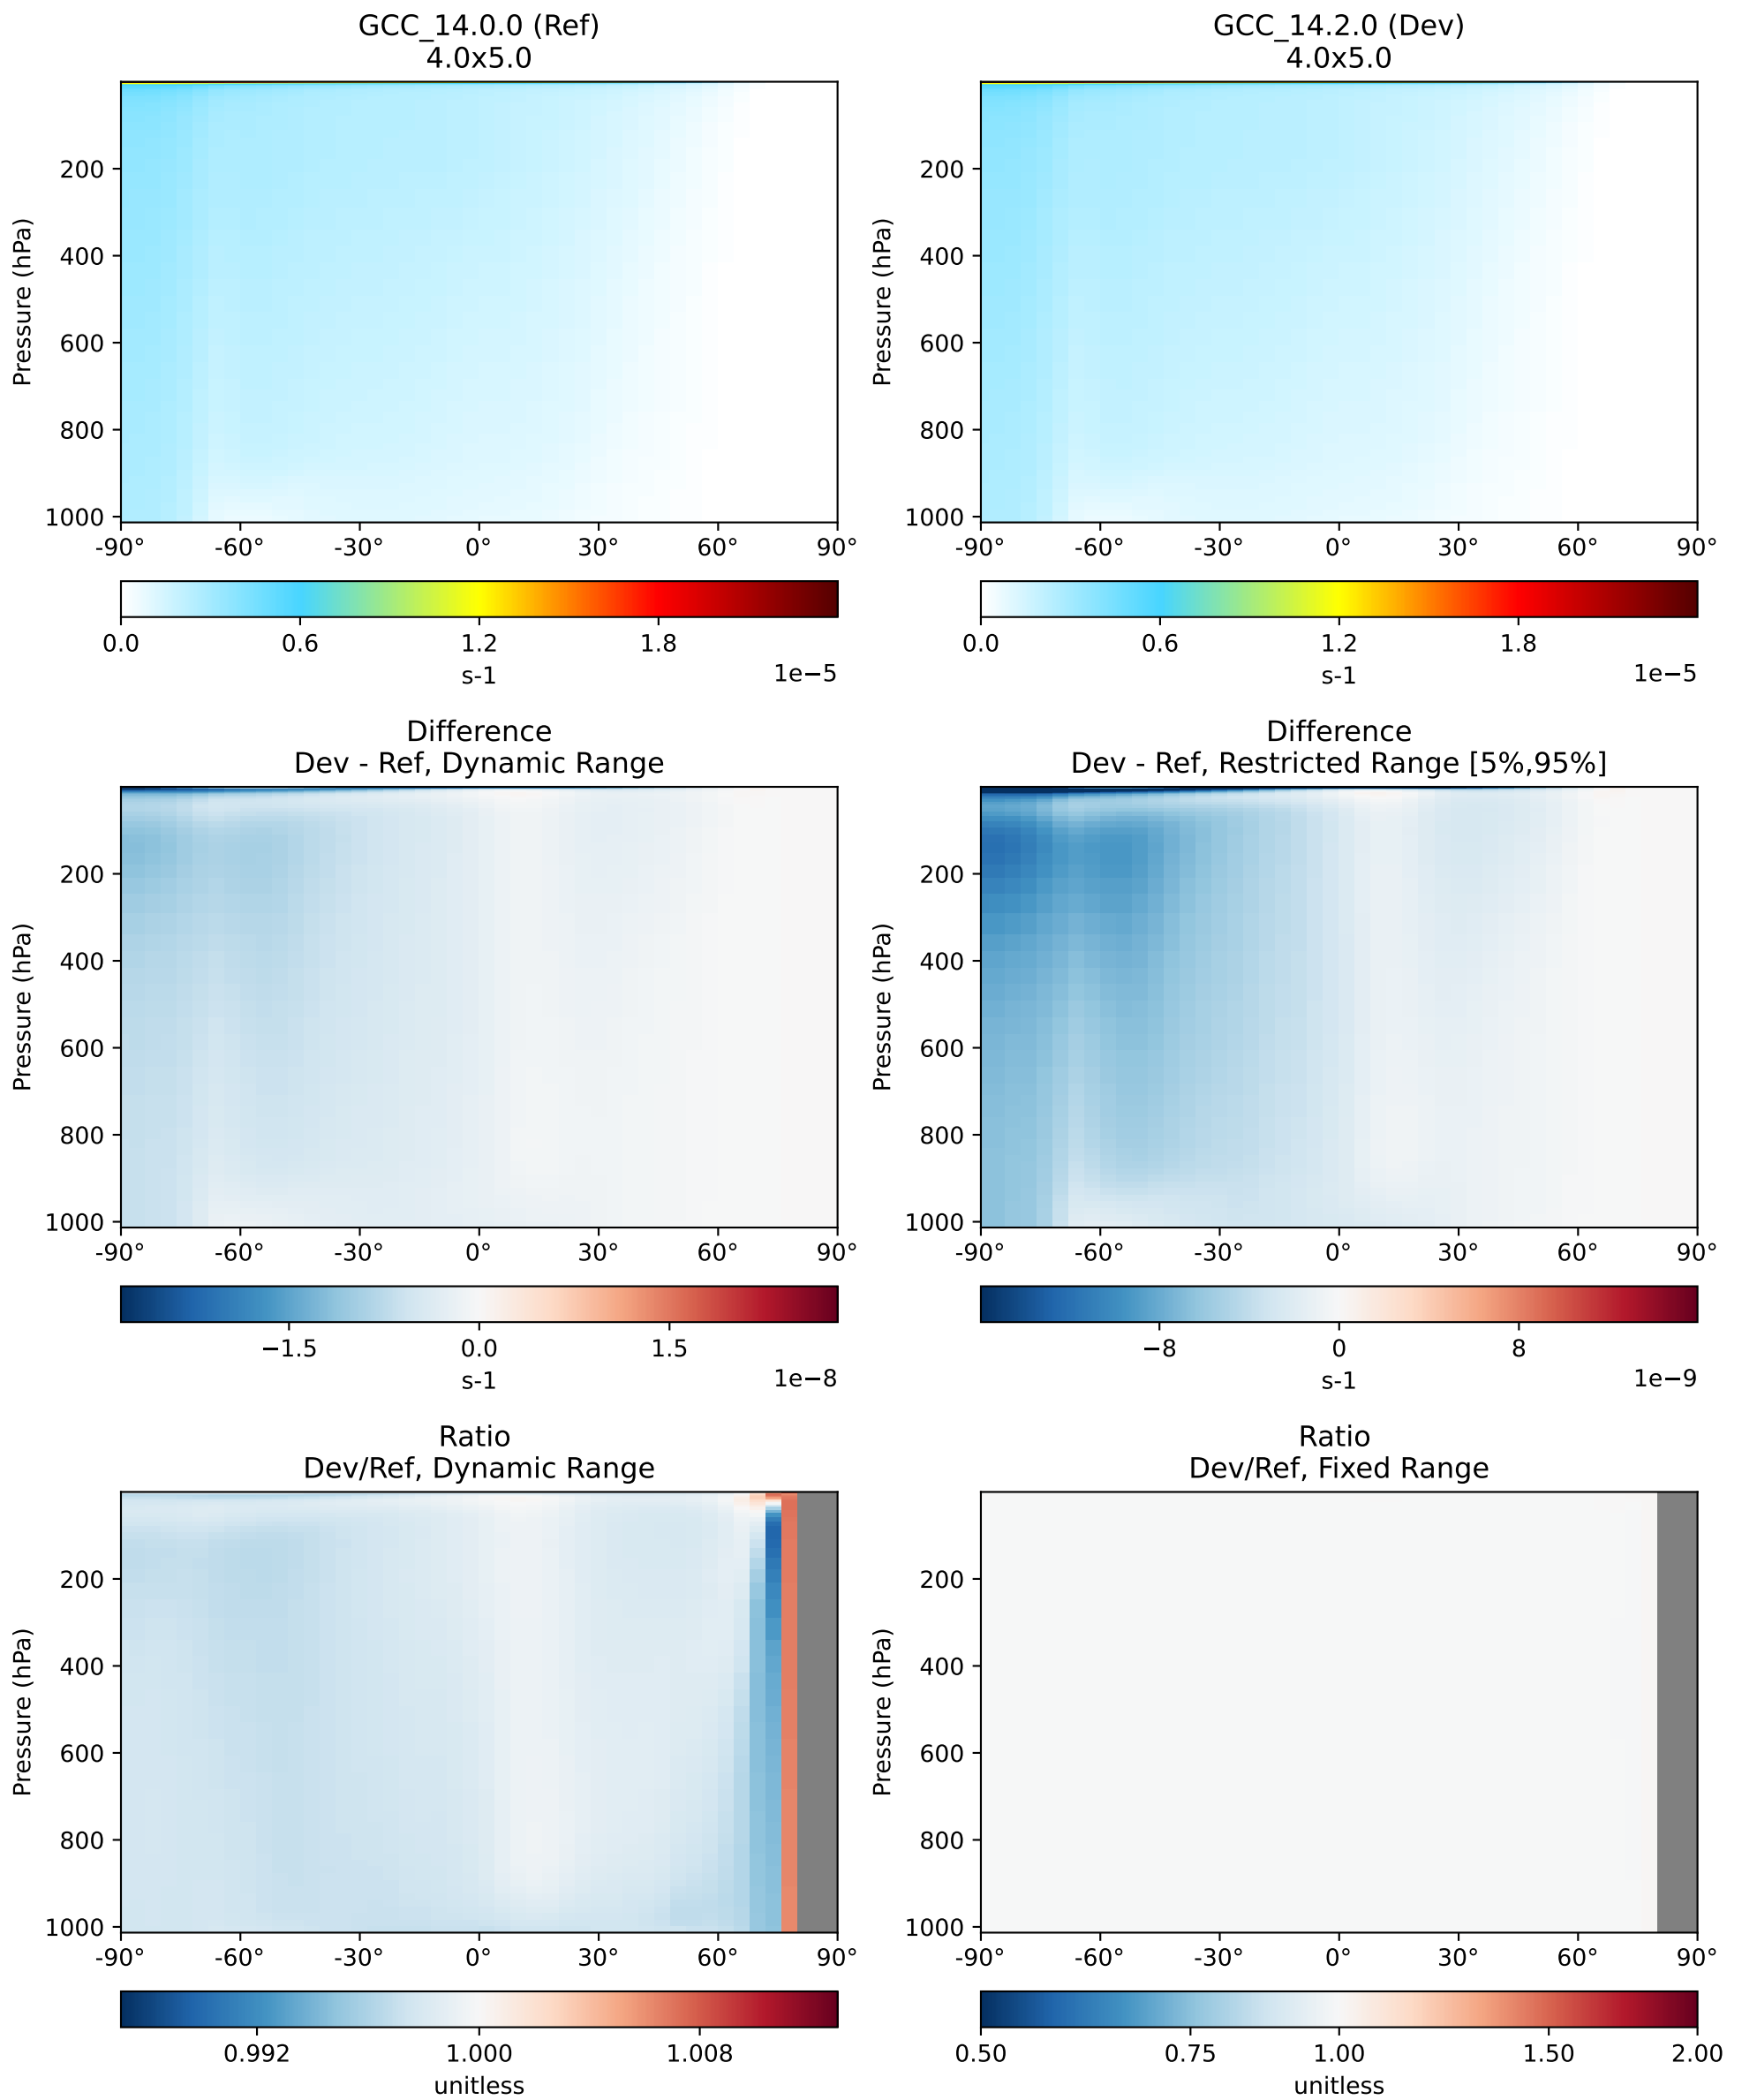 GCC_14.0.0 (Ref)
4.0x5.0
Pressure (hPa)
200
400
600
800
1000
-90° -60° -30° 0° 30° 60° 90°
0.0 0.6 1.2 1.8
s-1
1e−5
GCC_14.2.0 (Dev)
4.0x5.0
Pressure (hPa)
200
400
600
800
1000
-90° -60° -30° 0° 30° 60° 90°
0.0 0.6 1.2 1.8
s-1
1e−5
Difference
Dev - Ref, Dynamic Range
Pressure (hPa)
200
400
600
800
1000
-90° -60° -30° 0° 30° 60° 90°
−1.5 0.0 1.5
s-1
1e−8
Difference
Dev - Ref, Restricted Range [5%,95%]
Pressure (hPa)
200
400
600
800
1000
-90° -60° -30° 0° 30° 60° 90°
−8 0 8
s-1
1e−9
Ratio
Dev/Ref, Dynamic Range
Pressure (hPa)
200
400
600
800
1000
-90° -60° -30° 0° 30° 60° 90°
0.992 1.000 1.008
unitless
Ratio
Dev/Ref, Fixed Range
Pressure (hPa)
200
400
600
800
1000
-90° -60° -30° 0° 30° 60° 90°
0.50 0.75 1.00 1.50 2.00
unitless